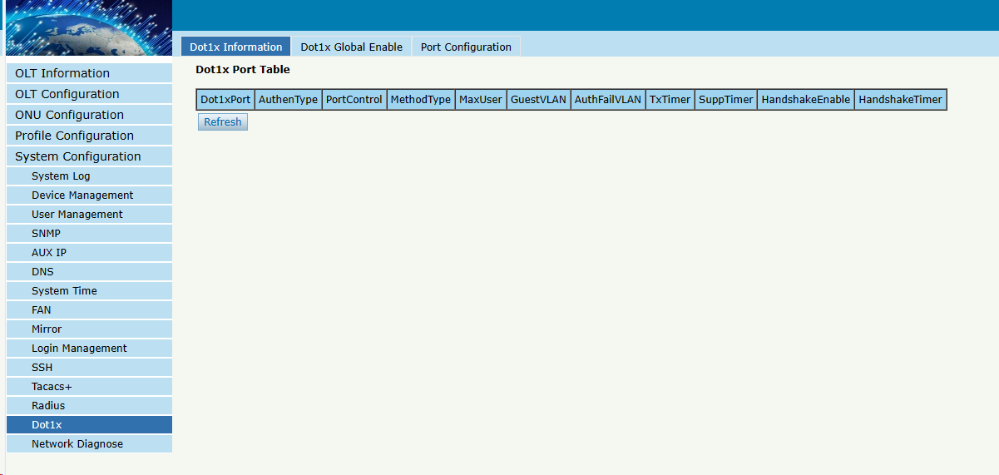 Dot1x Information Dot1x Global Enable Port Configuration
Dot1x Port Table
Dot1xPort AuthenType PortControl MethodType MaxUser GuestVLAN AuthFailVLAN TxTimer SuppTimer HandshakeEnable HandshakeTimer
Refresh
OLT Information
OLT Configuration
ONU Configuration
Profile Configuration
System Configuration
System Log
Device Management
User Management
SNMP
AUX IP
DNS
System Time
FAN
Mirror
Login Management
SSH
Tacacs+
Radius
Dot1x
Network Diagnose